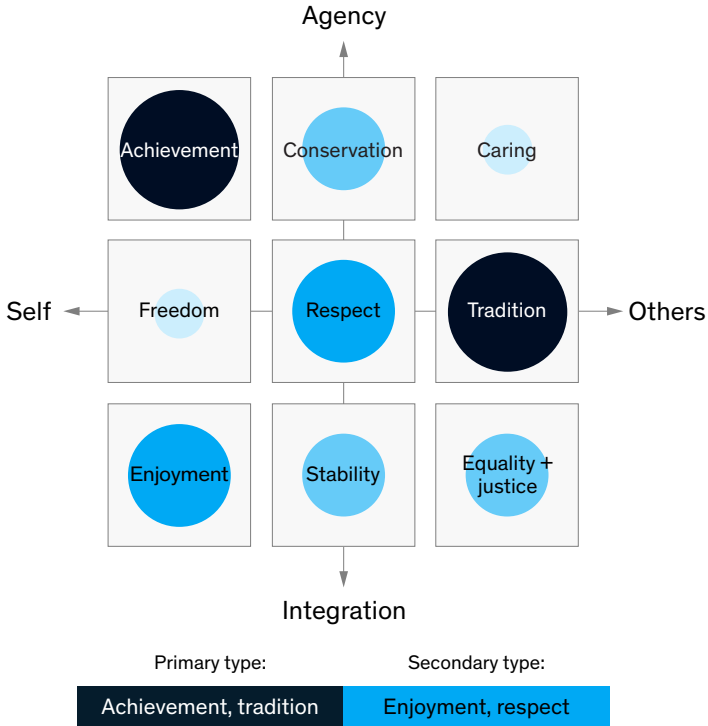 Agency
Achievement
Conservation
Caring
Self
Freedom
Respect
Tradition
Others
Enjoyment
Stability
Equality +
justice
Integration
Primary type:
Secondary type:
Achievement, tradition
Enjoyment, respect